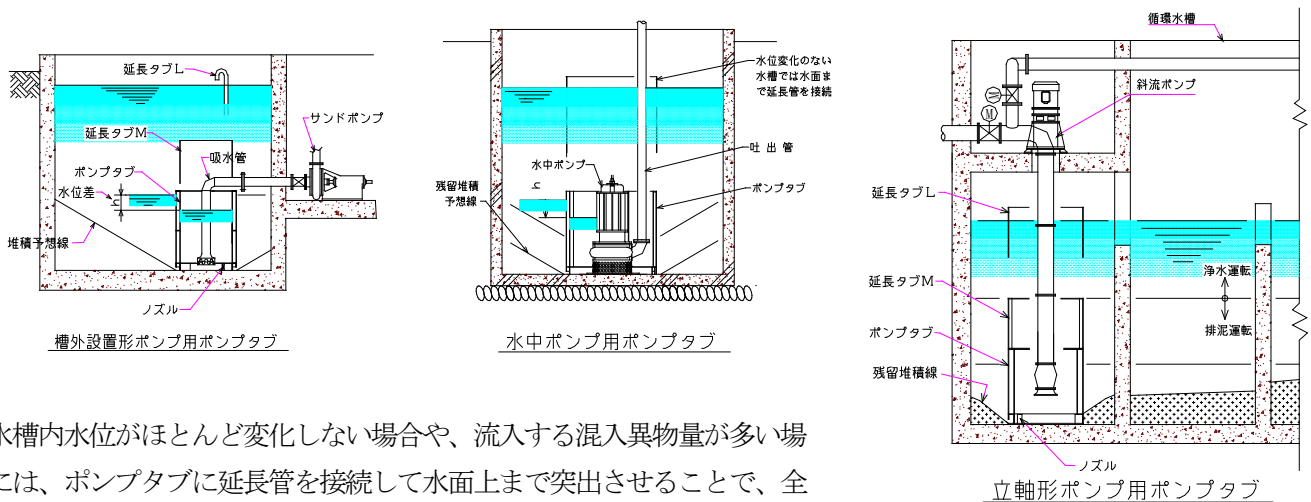 延長タブL
延長タブM
吸水管
サンドポンプ
ポンプタブ
水位差
h
堆積予想線
ノズル
槽外設置形ポンプ用ポンプタブ
水位変化のない
水槽では水面ま
で延長管を接続
吐出管
水中ポンプ
h
ポンプタブ
残留堆積
予想線
水中ポンプ用ポンプタブ
循環水槽
斜流ポンプ
M
M
延長タブL
延長タブM
浄水運転
排泥運転
ポンプタブ
残留堆積線
ノズル
立軸形ポンプ用ポンプタブ
水槽内水位がほとんど変化しない場合や、流入する混入異物量が多い場
には、ポンプタブに延長管を接続して水面上まで突出させることで、全